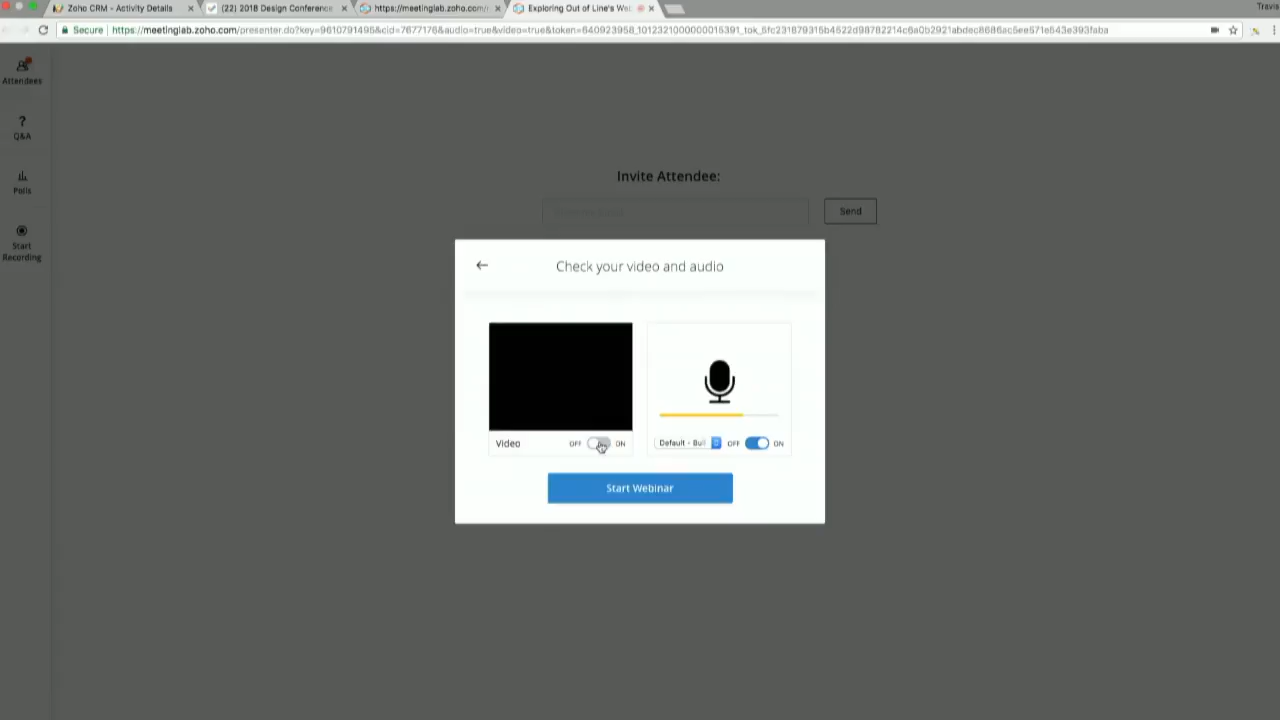 Zoho CRM - Activity Details
(22) 2018 Design Conference
https://meetinglab.zoho.com/
Exploring Out of Line's We
Travis
Secure
Attendees
?
Q&A
Polls
Start
Recording
Invite Attendee:
Send
Check your video and audio
Video
OFF
ON
Default - Bui
OFF
ON
Start Webinar